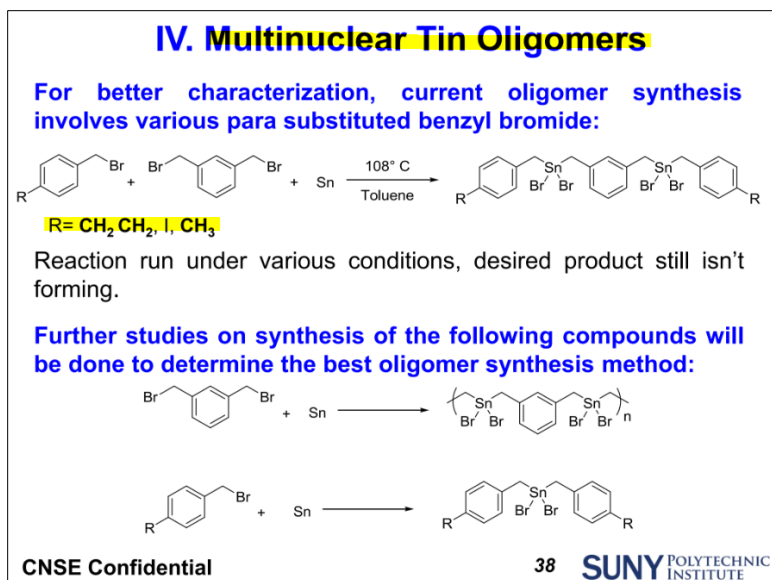 IV. Multinuclear Tin Oligomers
For better characterization, current oligomer synthesis
involves various para substituted benzyl bromide:
Br
R
+
Br
Br
+
Sn
108° C
Toluene
Sn
Br Br
Sn
Br Br
R
R
R= CH₂ CH₂, I, CH₃
Reaction run under various conditions, desired product still isn't
forming.
Further studies on synthesis of the following compounds will
be done to determine the best oligomer synthesis method:
Br
Br
+
Sn
Sn
Br Br
Sn
Br Br
n
Br
R
+
Sn
Sn
Br Br
R
R
CNSE Confidential
38
SUNY POLYTECHNIC
INSTITUTE